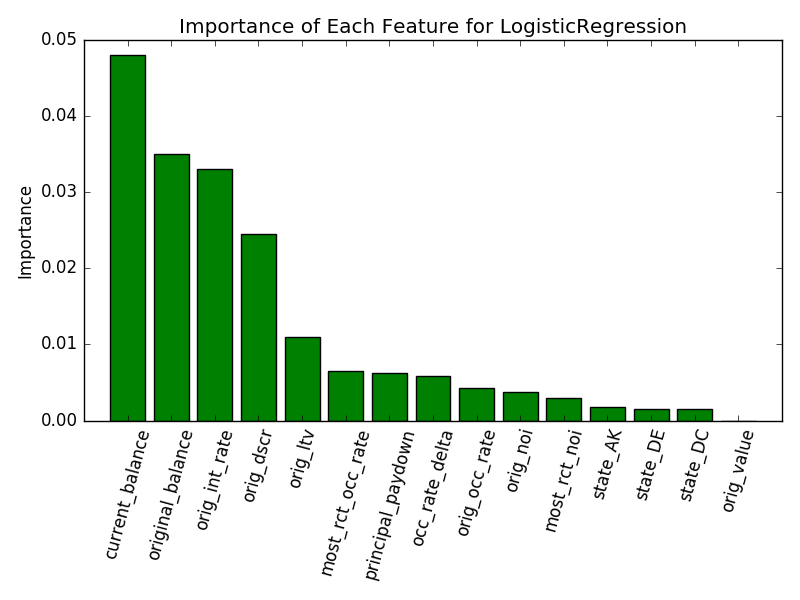 Importance of Each Feature for LogisticRegression
0.05
0.04
0.03
0.02
0.01
0.00
Importance
current_balance
original_balance
orig_int_rate
orig_dscr
orig_ltv
most_rct_occ_rate
principal_paydown
occ_rate_delta
orig_occ_rate
orig_noi
most_rct_noi
state_AK
state_DE
state_DC
orig_value